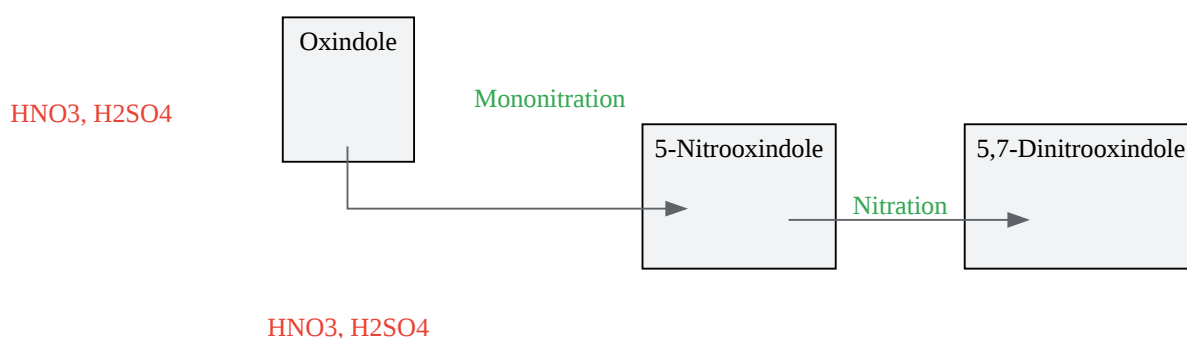 Oxindole
HNO3, H2SO4
Mononitration
5-Nitrooxindole
5,7-Dinitrooxindole
Nitration
HNO3, H2SO4